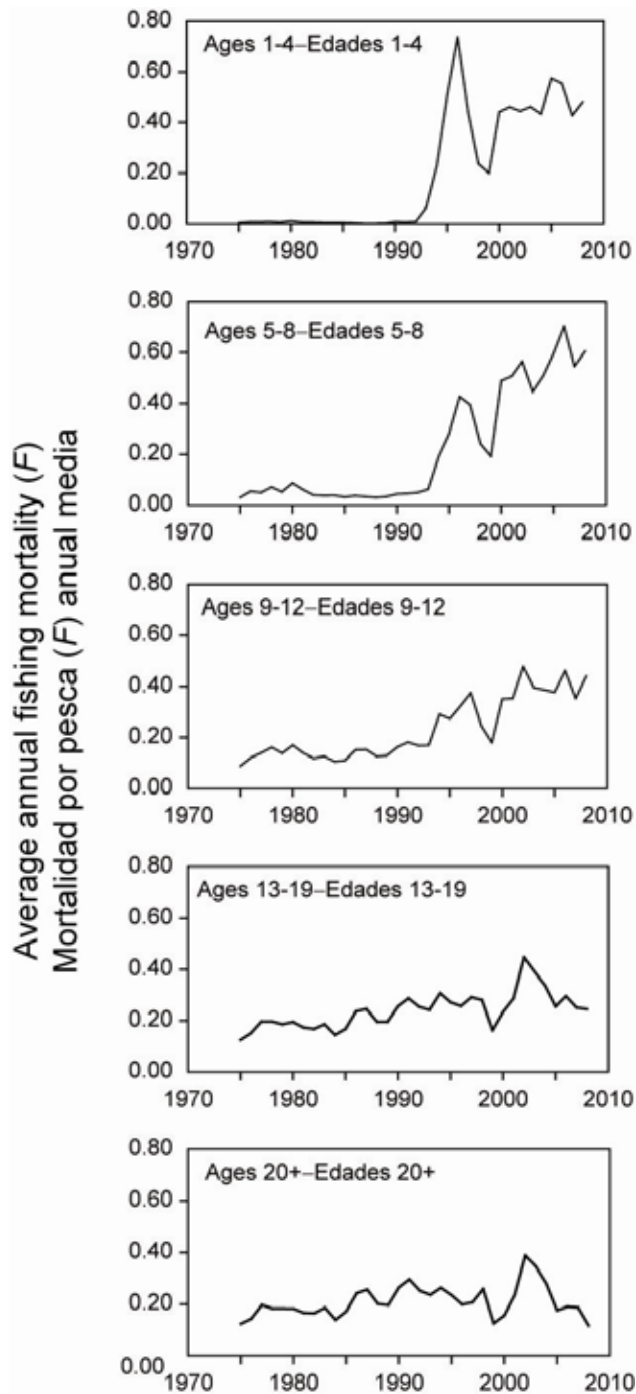 Average annual fishing mortality (F)
Mortalidad por pesca (F) anual media
0.80
Ages 1-4–Edades 1-4
0.60
0.40
0.20
0.00
1970 1980 1990 2000 2010
0.80
Ages 5-8–Edades 5-8
0.60
0.40
0.20
0.00
1970 1980 1990 2000 2010
0.80
Ages 9-12–Edades 9-12
0.60
0.40
0.20
0.00
1970 1980 1990 2000 2010
0.80
Ages 13-19–Edades 13-19
0.60
0.40
0.20
0.00
1970 1980 1990 2000 2010
0.80
Ages 20+–Edades 20+
0.60
0.40
0.20
0.00
1970 1980 1990 2000 2010